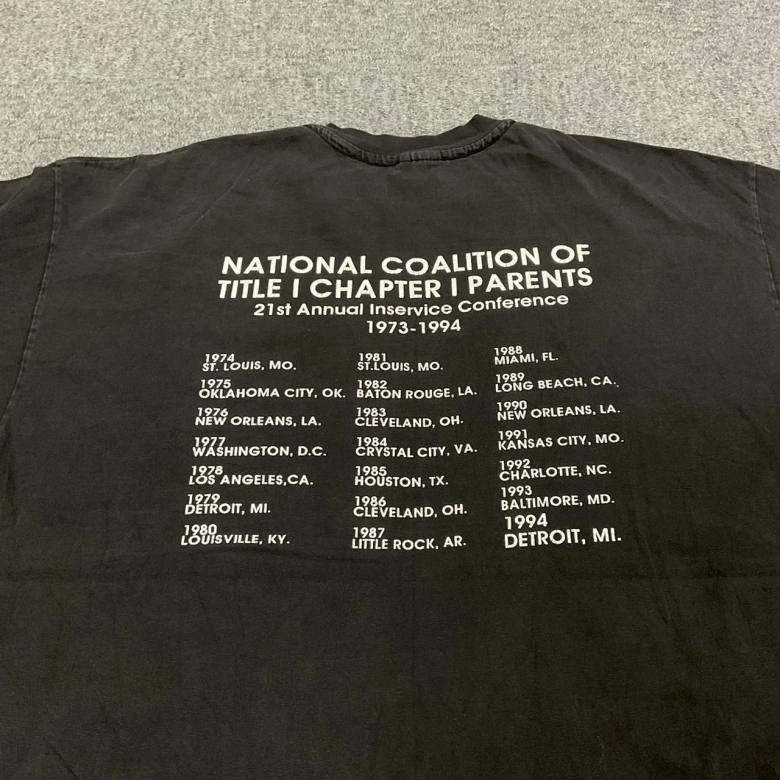 NATIONAL COALITION OF
TITLE I CHAPTER I PARENTS
21st Annual Inservice Conference
1973-1994
1974
ST. LOUIS, MO.
1975
OKLAHOMA CITY, OK.
1976
NEW ORLEANS, LA.
1977
WASHINGTON, D.C.
1978
LOS ANGELES,CA.
1979
DETROIT, MI.
1980
LOUISVILLE, KY.
1981
ST.LOUIS, MO.
1982
BATON ROUGE, LA.
1983
CLEVELAND, OH.
1984
CRYSTAL CITY, VA.
1985
HOUSTON, TX.
1986
CLEVELAND, OH.
1987
LITTLE ROCK, AR.
1988
MIAMI, FL.
1989
LONG BEACH, CA.
1990
NEW ORLEANS, LA.
1991
KANSAS CITY, MO.
1992
CHARLOTTE, NC.
1993
BALTIMORE, MD.
1994
DETROIT, MI.